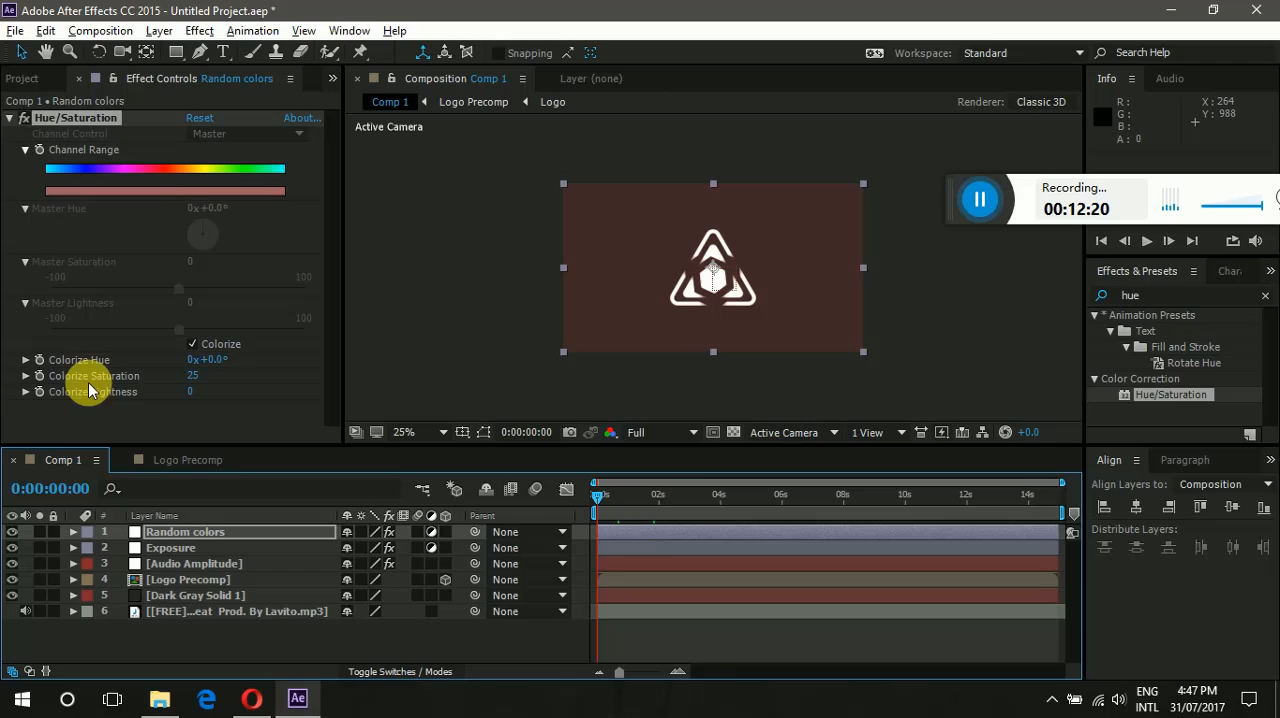 Adobe After Effects CC 2015 - Untitled Project.aep *
File Edit Composition Layer Effect Animation View Window Help
Snapping Workspace: Standard Search Help
Project Effect Controls Random colors Composition Comp 1 Layer (none) Info Audio
Comp 1 • Random colors
Comp 1 Logo Precomp Logo Renderer: Classic 3D
fx Hue/Saturation Reset About...
Channel Control Master
Active Camera
R: X: 264
G: Y: 988
B:
A: 0
Channel Range
Recording...
00:12:20
Master Hue 0x+0.0°
Master Saturation 0
-100 100
Master Lightness 0
-100 100
Colorize
Colorize Hue 0x+0.0°
Colorize Saturation 25
Colorize Lightness 0
Effects & Presets Chara
hue
* Animation Presets
Text
Fill and Stroke
Rotate Hue
Color Correction
Hue/Saturation
25% 0:00:00:00 Full Active Camera 1 View +0.0
Comp 1 Logo Precomp
Align Paragraph
Align Layers to: Composition
Distribute Layers:
0:00:00:00
02s 04s 06s 08s 10s 12s 14s
# Layer Name Parent
1 Random colors None
2 Exposure None
3 [Audio Amplitude] None
4 [Logo Precomp] None
5 [Dark Gray Solid 1] None
6 [[FREE]...eat Prod. By Lavito.mp3] None
Toggle Switches / Modes
ENG
INTL
4:47 PM
31/07/2017